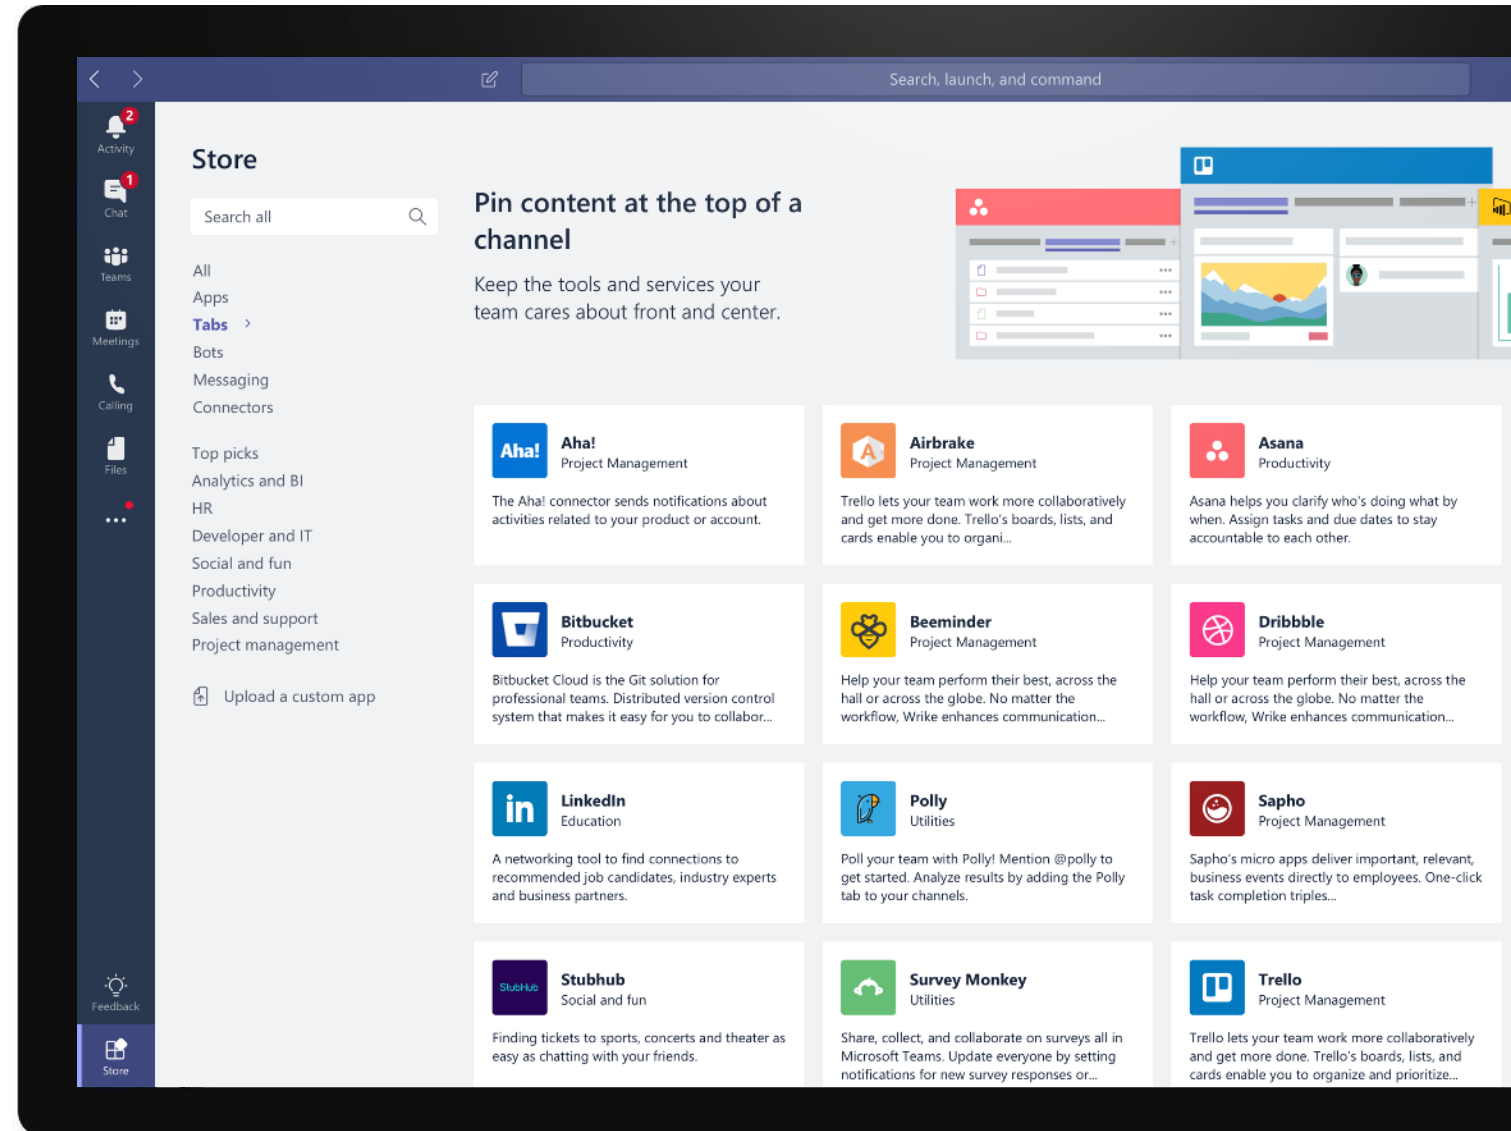 Search, launch, and command
2
Activity
1
Chat
Teams
Meetings
Calling
Files
Feedback
Store
Store
Search all
All
Apps
Tabs
Bots
Messaging
Connectors
Top picks
Analytics and BI
HR
Developer and IT
Social and fun
Productivity
Sales and support
Project management
Upload a custom app
Pin content at the top of a
channel
Keep the tools and services your
team cares about front and center.
Aha!
Aha!
Project Management
The Aha! connector sends notifications about
activities related to your product or account.
Airbrake
Project Management
Trello lets your team work more collaboratively
and get more done. Trello's boards, lists, and
cards enable you to organi...
Asana
Productivity
Asana helps you clarify who's doing what by
when. Assign tasks and due dates to stay
accountable to each other.
Bitbucket
Productivity
Bitbucket Cloud is the Git solution for
professional teams. Distributed version control
system that makes it easy for you to collabor...
Beeminder
Project Management
Help your team perform their best, across the
hall or across the globe. No matter the
workflow, Wrike enhances communication...
Dribbble
Project Management
Help your team perform their best, across the
hall or across the globe. No matter the
workflow, Wrike enhances communication...
in
LinkedIn
Education
A networking tool to find connections to
recommended job candidates, industry experts
and business partners.
Polly
Utilities
Poll your team with Polly! Mention @polly to
get started. Analyze results by adding the Polly
tab to your channels.
Sapho
Project Management
Sapho's micro apps deliver important, relevant,
business events directly to employees. One-click
task completion triples...
StubHub
Stubhub
Social and fun
Finding tickets to sports, concerts and theater as
easy as chatting with your friends.
Survey Monkey
Utilities
Share, collect, and collaborate on surveys all in
Microsoft Teams. Update everyone by setting
notifications for new survey responses or...
Trello
Project Management
Trello lets your team work more collaboratively
and get more done. Trello's boards, lists, and
cards enable you to organize and prioritize...